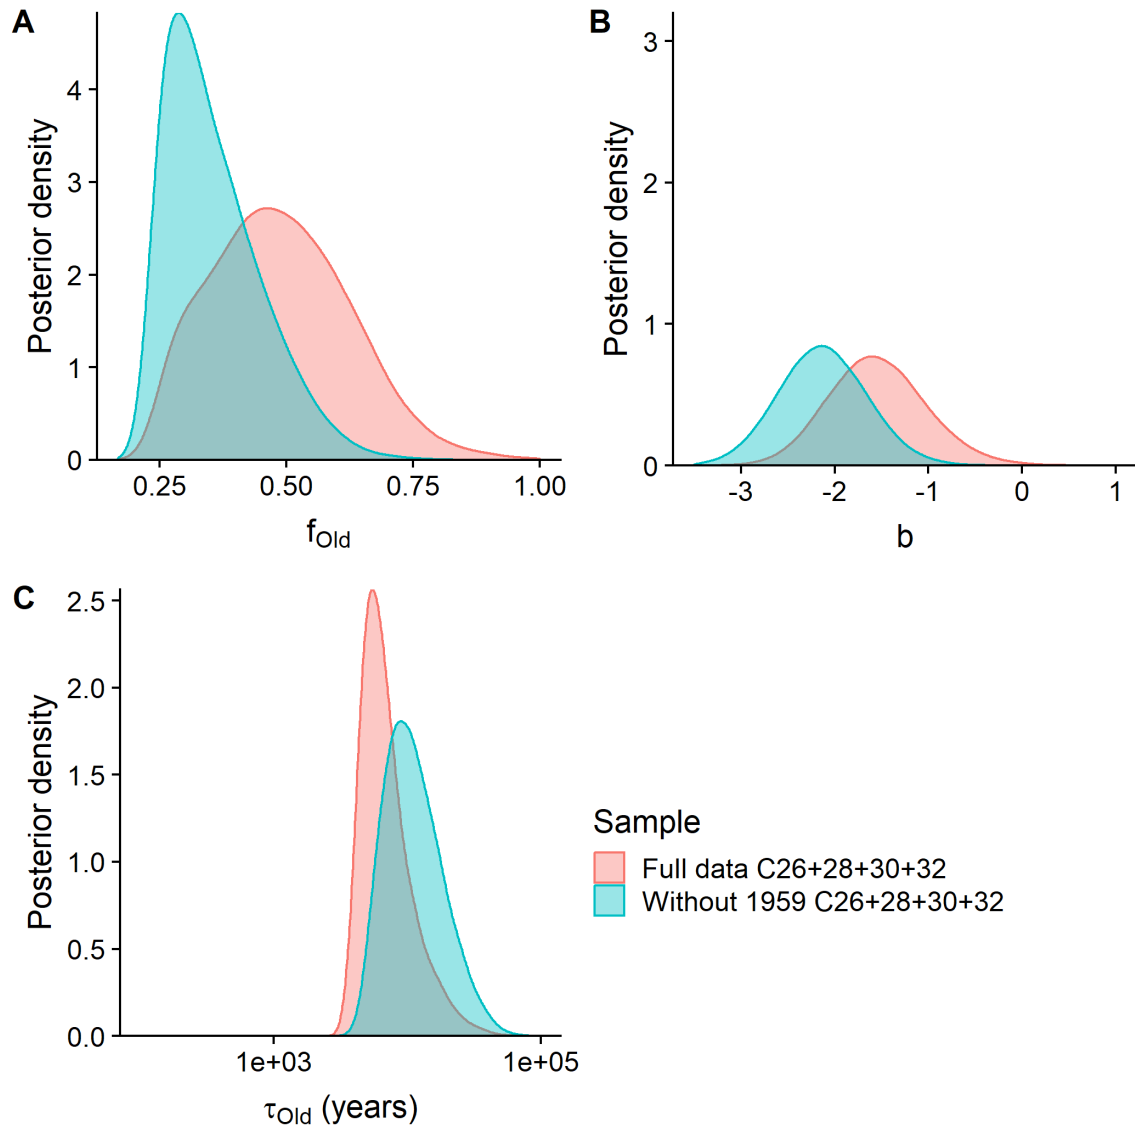 A
Posterior density
4
3
2
1
0
0.25 0.50 0.75 1.00
fOld
B
Posterior density
3
2
1
0
-3 -2 -1 0 1
b
C
Posterior density
2.5
2.0
1.5
1.0
0.5
0.0
1e+03 1e+05
τOld (years)
Sample
Full data C26+28+30+32
Without 1959 C26+28+30+32